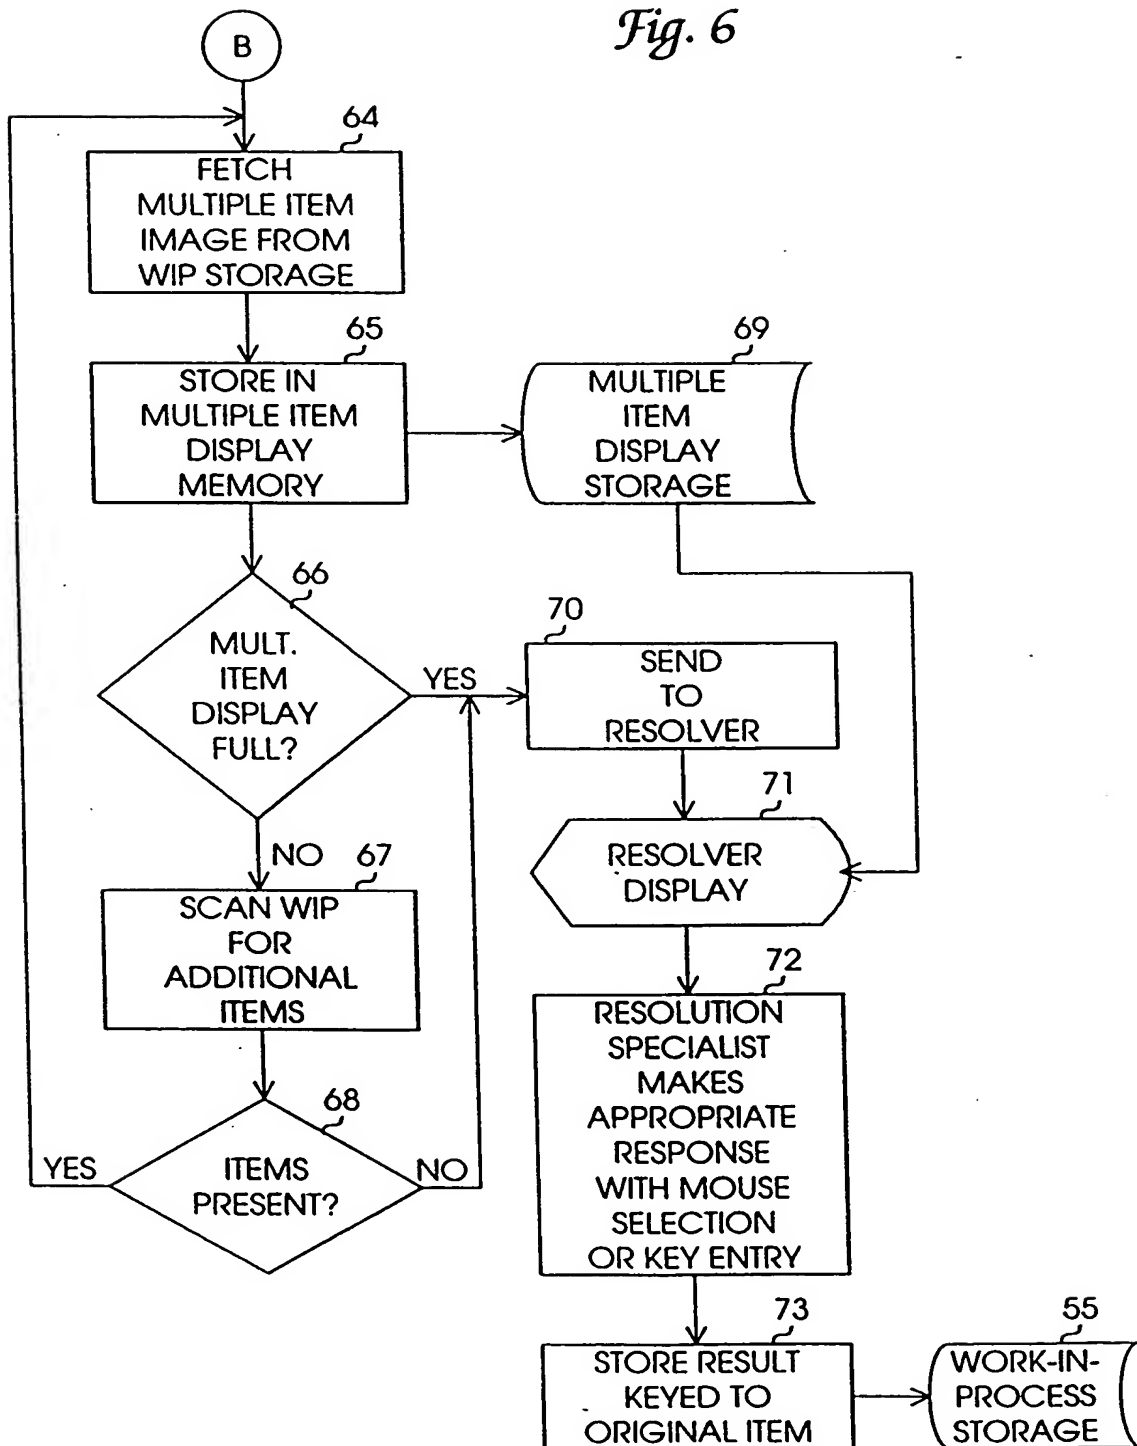 Fig. 6
B
64
FETCH
MULTIPLE ITEM
IMAGE FROM
WIP STORAGE
65
STORE IN
MULTIPLE ITEM
DISPLAY
MEMORY
69
MULTIPLE
ITEM
DISPLAY
STORAGE
66
MULT.
ITEM
DISPLAY
FULL?
YES
NO
70
SEND
TO
RESOLVER
71
RESOLVER
DISPLAY
67
SCAN WIP
FOR
ADDITIONAL
ITEMS
68
ITEMS
PRESENT?
YES
NO
72
RESOLUTION
SPECIALIST
MAKES
APPROPRIATE
RESPONSE
WITH MOUSE
SELECTION
OR KEY ENTRY
73
STORE RESULT
KEYED TO
ORIGINAL ITEM
55
WORK-IN-
PROCESS
STORAGE